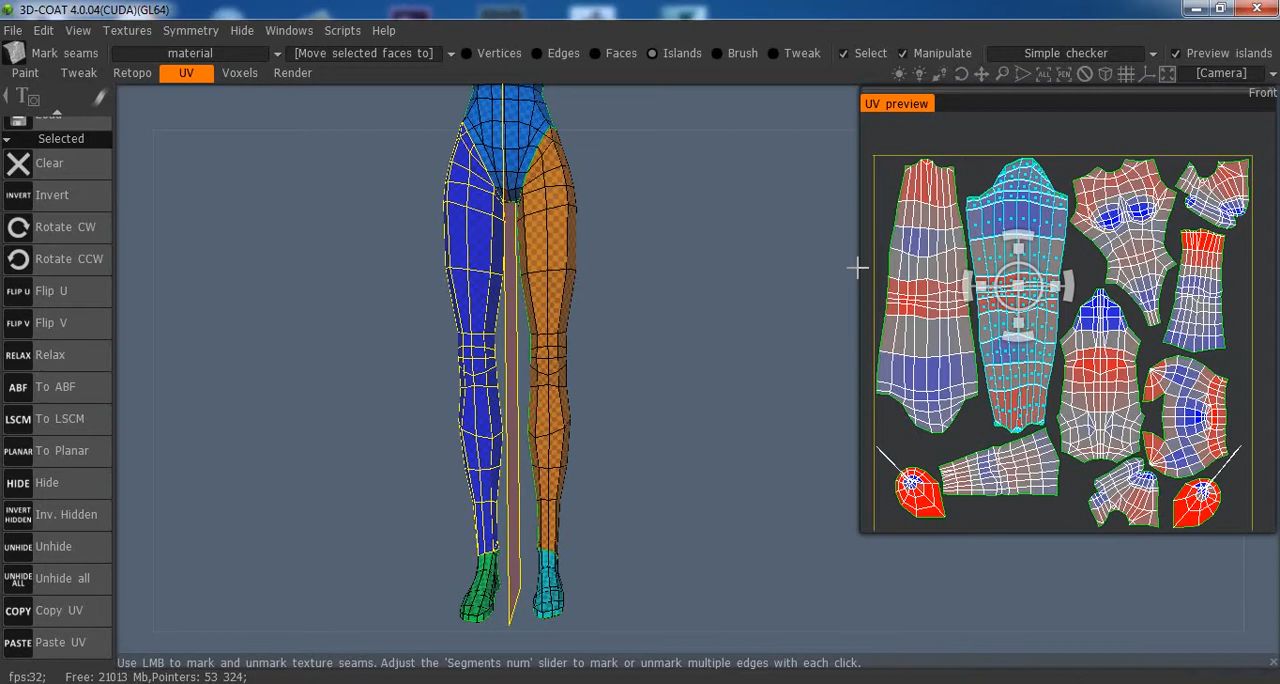 3D-COAT 4.0.04(CUDA)(GL64)
File Edit View Textures Symmetry Hide Windows Scripts Help
Mark seams material [Move selected faces to] Vertices Edges Faces Islands Brush Tweak Select Manipulate Simple checker Preview islands
Paint Tweak Retopo UV Voxels Render ALL PEN [Camera]
Front
UV preview
Selected
Clear
INVERT Invert
Rotate CW
Rotate CCW
FLIP U Flip U
FLIP V Flip V
RELAX Relax
ABF To ABF
LSCM To LSCM
PLANAR To Planar
HIDE Hide
INVERT HIDDEN Inv. Hidden
UNHIDE Unhide
UNHIDE ALL Unhide all
COPY Copy UV
PASTE Paste UV
Use LMB to mark and unmark texture seams. Adjust the 'Segments num' slider to mark or unmark multiple edges with each click.
fps:32; Free: 21013 Mb,Pointers: 53 324;